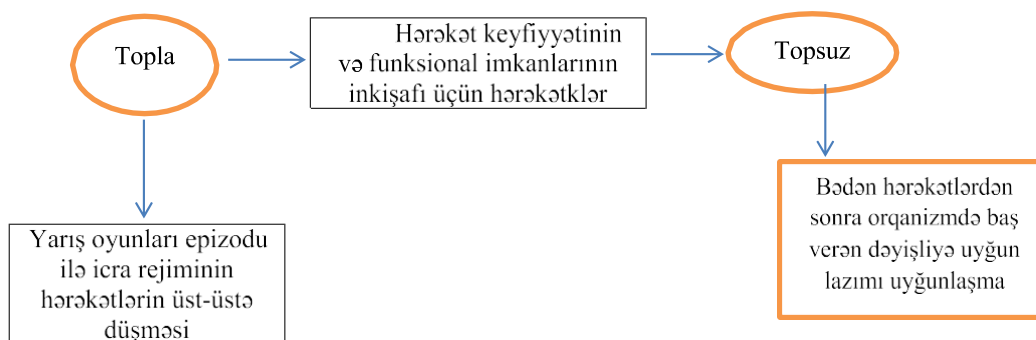 Topla
Hərəkət keyfiyyətinin
və funksional imkanlarının
inkişafı üçün hərəkətklər
Topsuz
Yarış oyunları epizodu
ilə icra rejiminin
hərəkətlərin üst-üstə
düşməsi
Bədən hərəkətlərdən
sonra orqanizmdə baş
verən dəyişliyə uyğun
lazımı uyğunlaşma